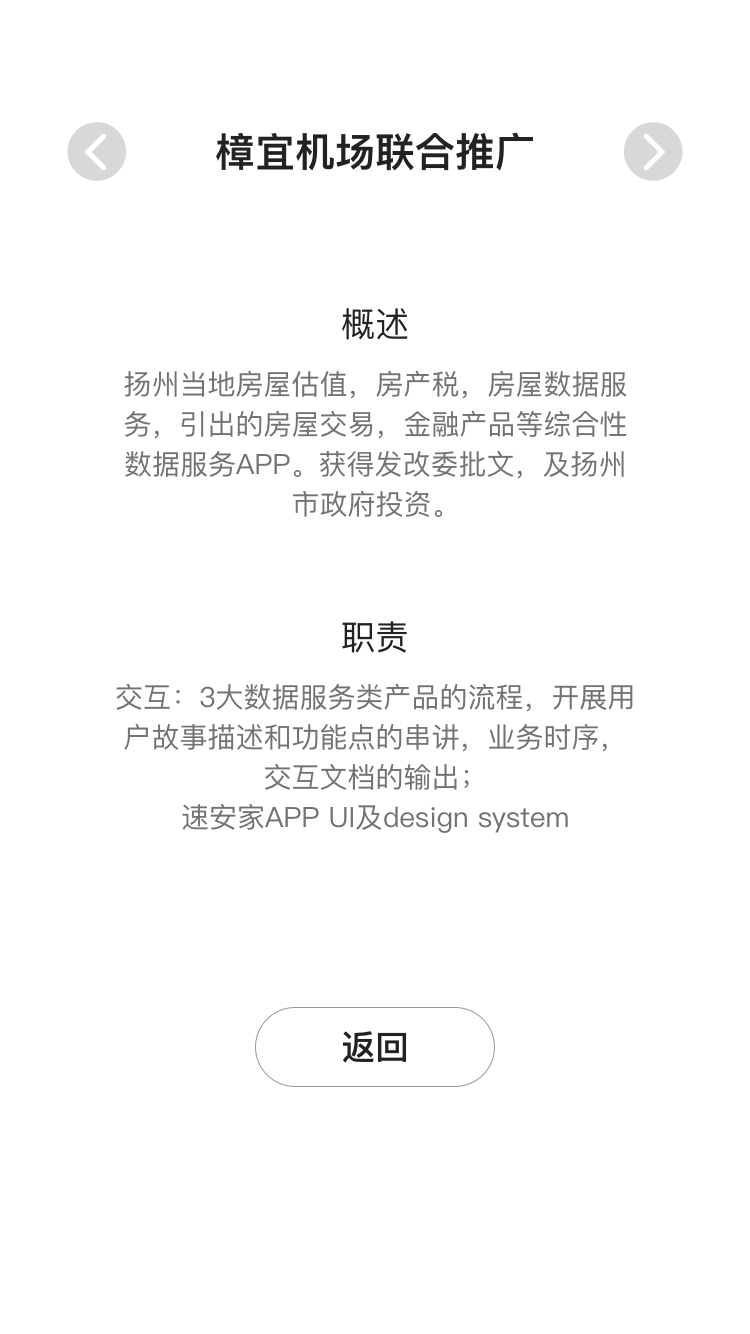 樟宜机场联合推广
概述
扬州当地房屋估值，房产税，房屋数据服
务，引出的房屋交易，金融产品等综合性
数据服务APP。获得发改委批文，及扬州
市政府投资。
职责
交互：3大数据服务类产品的流程，开展用
户故事描述和功能点的串讲，业务时序，
交互文档的输出；
速安家APP UI及design system
返回